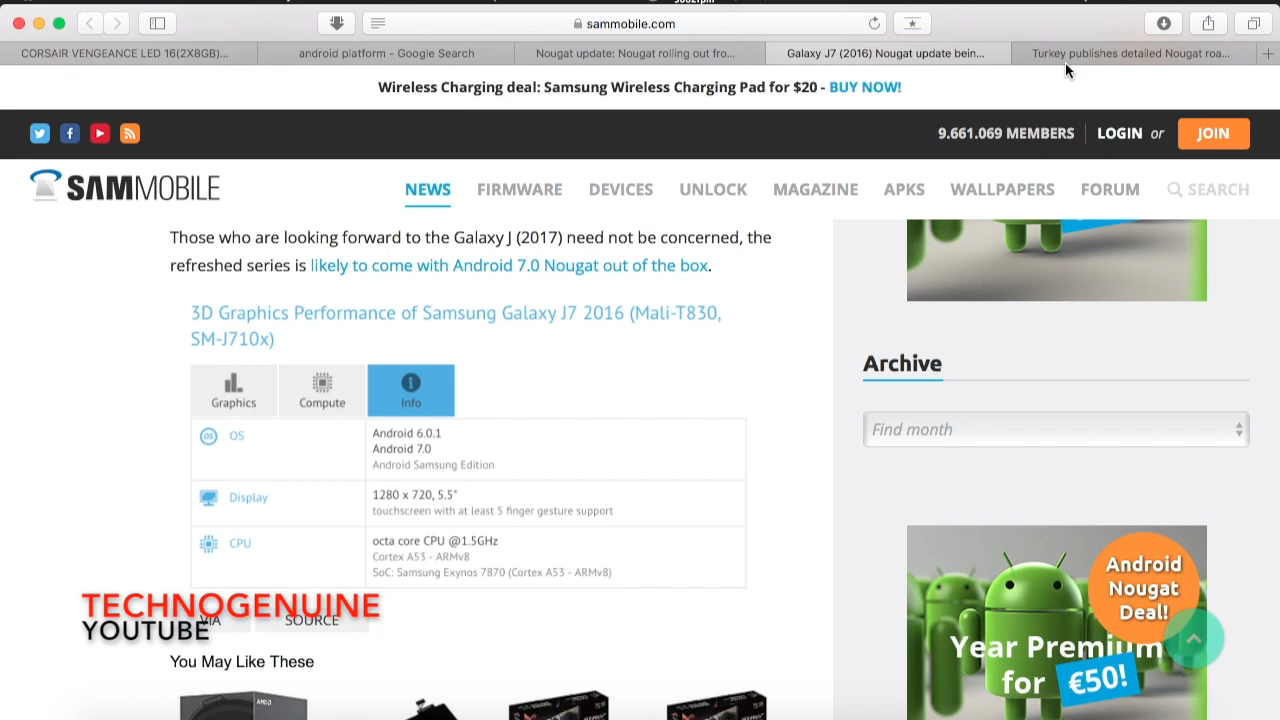 sammobile.com
CORSAIR VENGEANCE LED 16(2X8GB)...
android platform - Google Search
Nougat update: Nougat rolling out fro...
Galaxy J7 (2016) Nougat update bein...
Turkey publishes detailed Nougat roa...
Wireless Charging deal: Samsung Wireless Charging Pad for $20 - BUY NOW!
9.661.069 MEMBERS
LOGIN or
JOIN
SAMMOBILE
NEWS
FIRMWARE
DEVICES
UNLOCK
MAGAZINE
APKS
WALLPAPERS
FORUM
SEARCH
Those who are looking forward to the Galaxy J (2017) need not be concerned, the
refreshed series is likely to come with Android 7.0 Nougat out of the box.
3D Graphics Performance of Samsung Galaxy J7 2016 (Mali-T830,
SM-J710x)
Graphics
Compute
Info
OS
Android 6.0.1
Android 7.0
Android Samsung Edition
Display
1280 x 720, 5.5"
touchscreen with at least 5 finger gesture support
CPU
octa core CPU @1.5GHz
Cortex A53 - ARMv8
SoC: Samsung Exynos 7870 (Cortex A53 - ARMv8)
TECHNOGENUINE
YOUTUBE
VIA
SOURCE
You May Like These
AMD
Archive
Find month
Android
Nougat
Deal!
Year Premium
for €50!